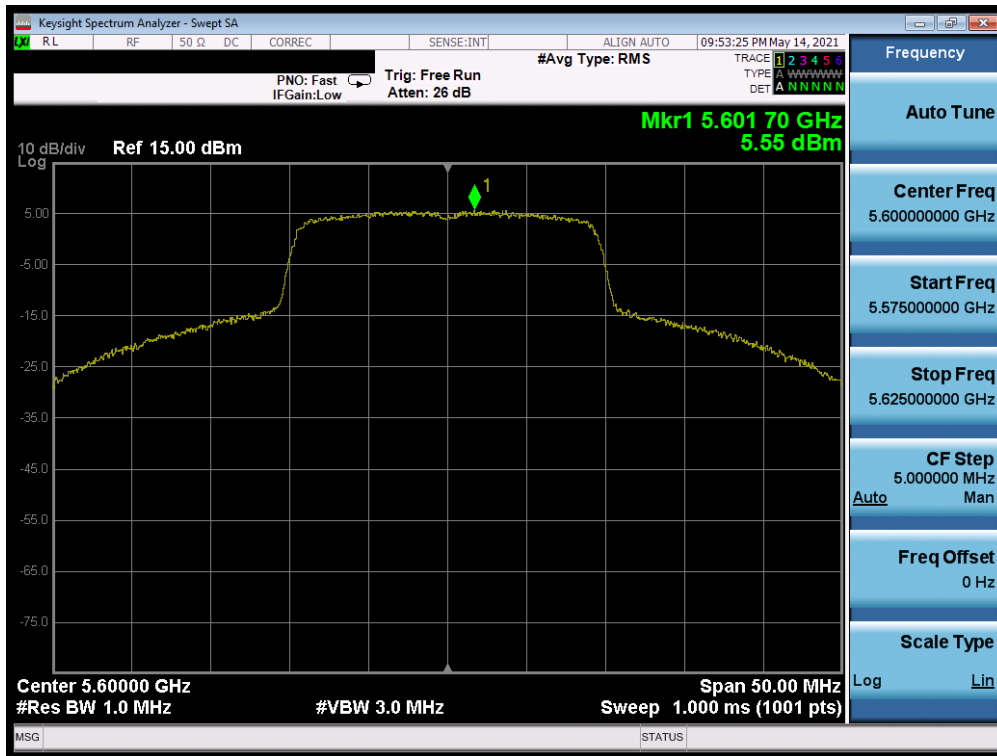 Keysight Spectrum Analyzer - Swept SA
LXI RL RF 50 Ω DC CORREC SENSE:INT ALIGN AUTO 09:53:25 PM May 14, 2021
#Avg Type: RMS
TRACE 1 2 3 4 5 6
TYPE A WWWWW
DET A N N N N N
PNO: Fast Trig: Free Run
IFGain:Low Atten: 26 dB
Mkr1 5.601 70 GHz
5.55 dBm
10 dB/div Ref 15.00 dBm
Log
1
5.00
-5.00
-15.0
-25.0
-35.0
-45.0
-55.0
-65.0
-75.0
Center 5.60000 GHz Span 50.00 MHz
#Res BW 1.0 MHz #VBW 3.0 MHz Sweep 1.000 ms (1001 pts)
MSG STATUS
Frequency
Auto Tune
Center Freq
5.600000000 GHz
Start Freq
5.575000000 GHz
Stop Freq
5.625000000 GHz
CF Step
5.000000 MHz
Auto Man
Freq Offset
0 Hz
Scale Type
Log Lin